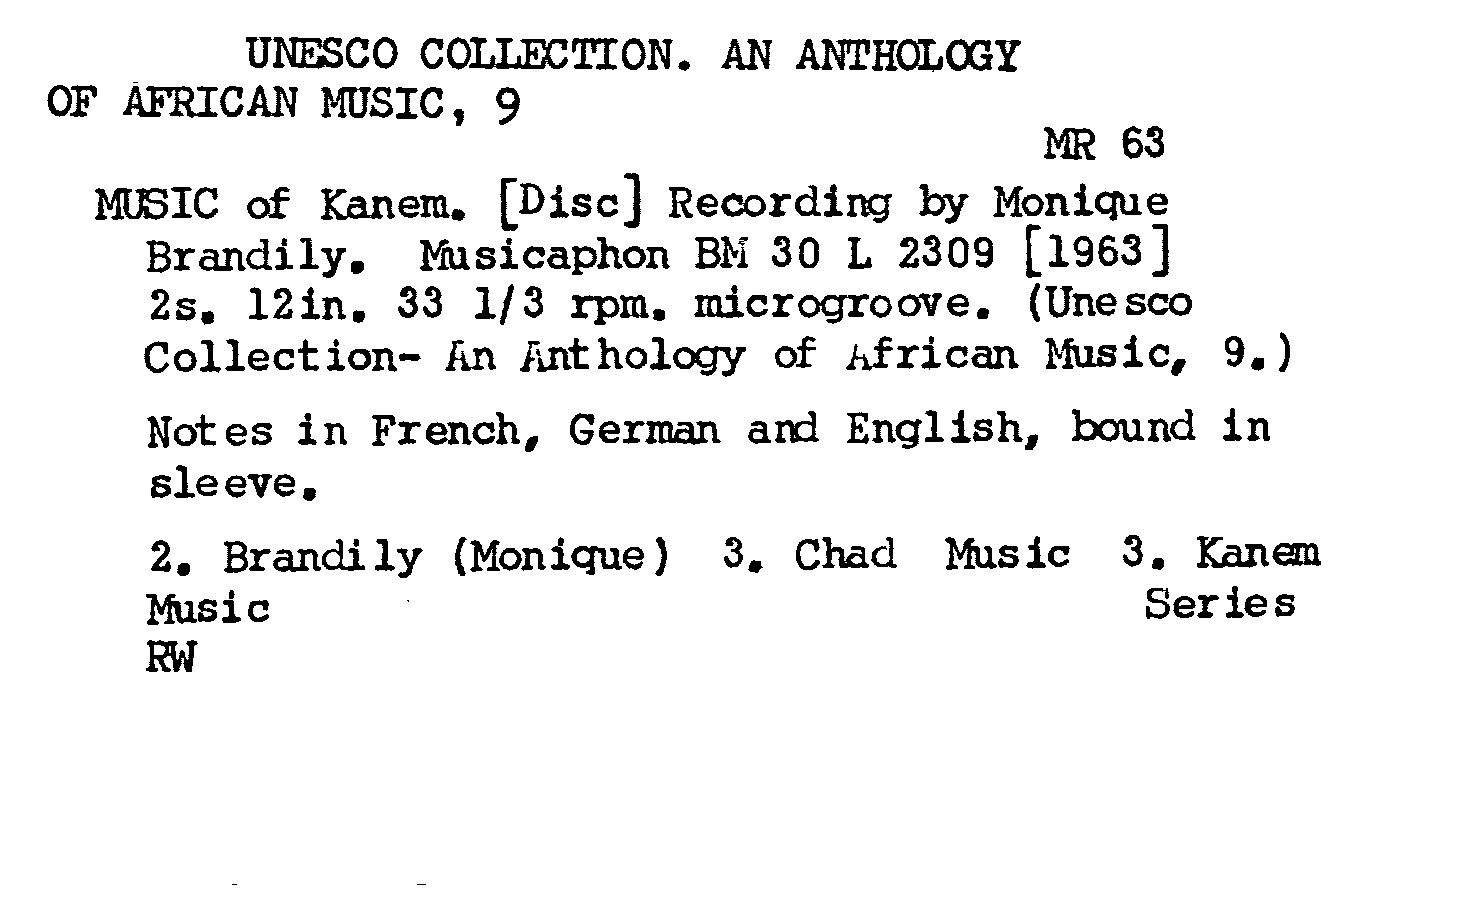 UNESCO COLLECTION. AN ANTHOLOGY
OF AFRICAN MUSIC, 9
MR 63
MUSIC of Kanem. [Disc] Recording by Monique
Brandily. Musicaphon BM 30 L 2309 [1963]
2s. 12in. 33 1/3 rpm. microgroove. (Unesco
Collection- An Anthology of African Music, 9.)
Notes in French, German and English, bound in
sleeve.
2. Brandily (Monique) 3. Chad Music 3. Kanem
Music Series
RW